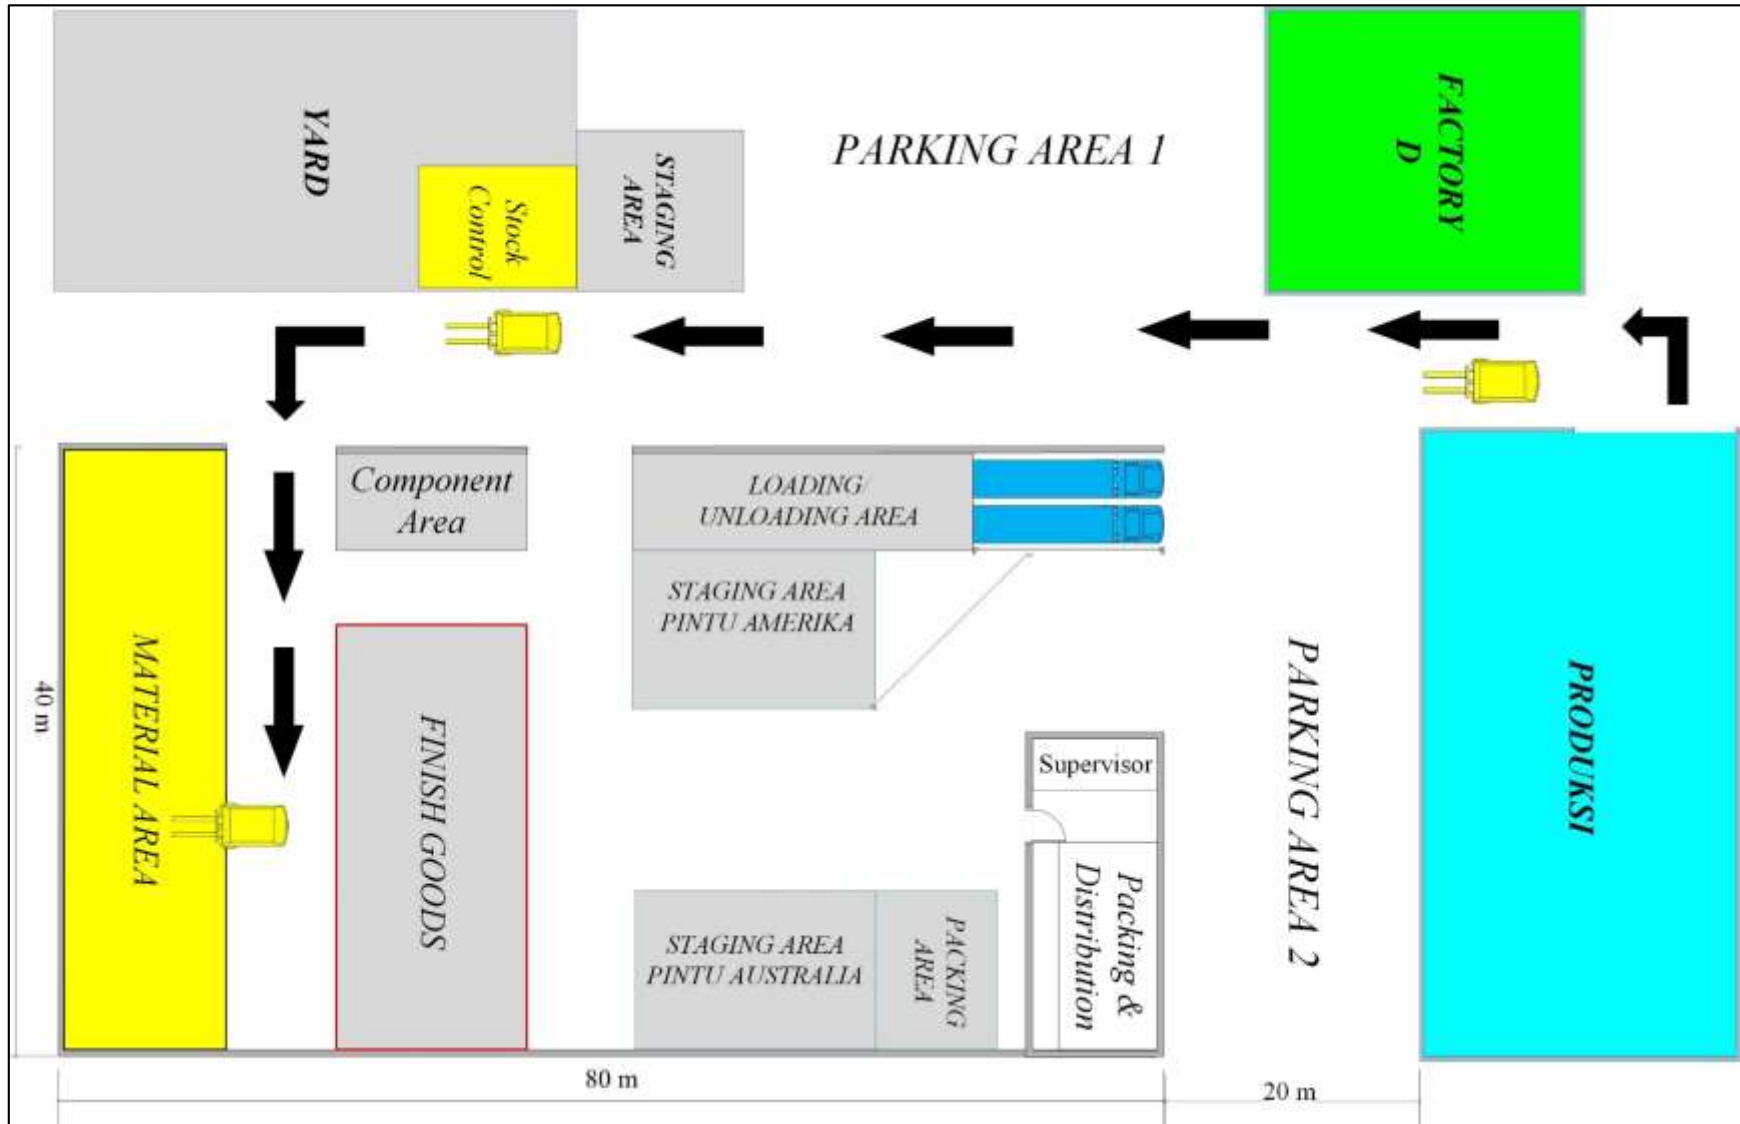 YARD
Stock
Control
STAGING
AREA
PARKING AREA 1
FACTORY
D
Component
Area
LOADING/
UNLOADING AREA
STAGING AREA
PINTU AMERIKA
40 m
MATERIAL AREA
FINISH GOODS
Supervisor
Packing &
Distribution
STAGING AREA
PINTU AUSTRALIA
PACKING
AREA
PARKING AREA 2
PRODUKSI
80 m
20 m